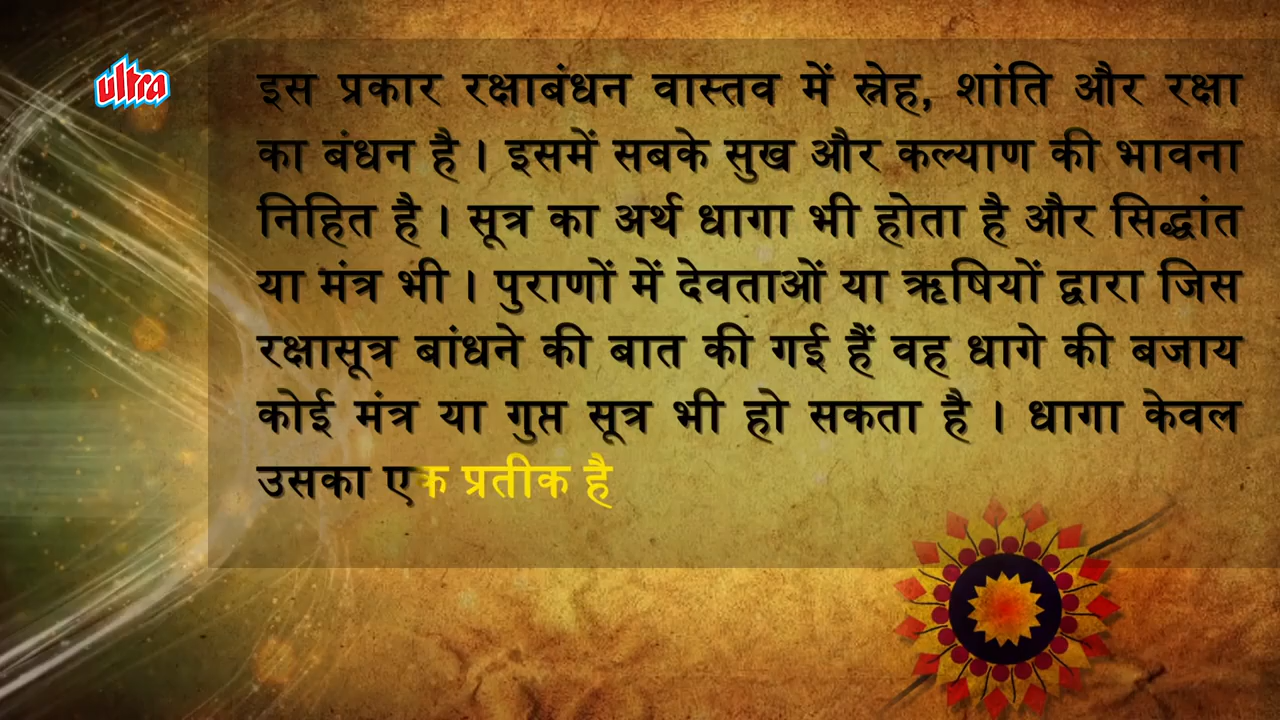 ultra
इस प्रकार रक्षाबंधन वास्तव में स्नेह, शांति और रक्षा
का बंधन है । इसमें सबके सुख और कल्याण की भावना
निहित है । सूत्र का अर्थ धागा भी होता है और सिद्धांत
या मंत्र भी । पुराणों में देवताओं या ऋषियों द्वारा जिस
रक्षासूत्र बांधने की बात की गई हैं वह धागे की बजाय
कोई मंत्र या गुप्त सूत्र भी हो सकता है । धागा केवल
उसका एक प्रतीक है